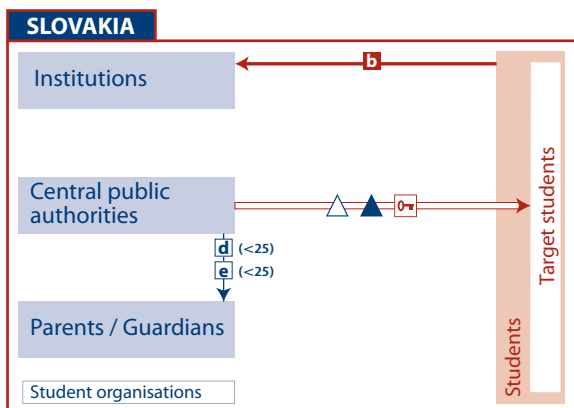 SLOVAKIA
Institutions
b
Central public
authorities
d (<25)
e (<25)
Parents / Guardians
Student organisations
Students
Target students